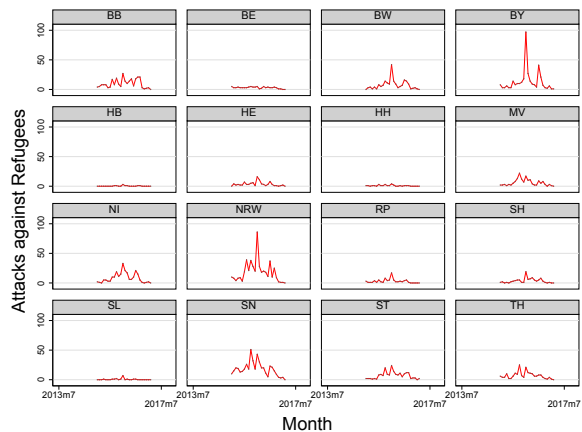 BB BE BW BY
100
50
0
HB HE HH MV
100
50
0
NI NRW RP SH
100
50
0
SL SN ST TH
100
50
0
2013m7 2017m7 2013m7 2017m7 2013m7 2017m7 2013m7 2017m7
Attacks against Refugees
Month